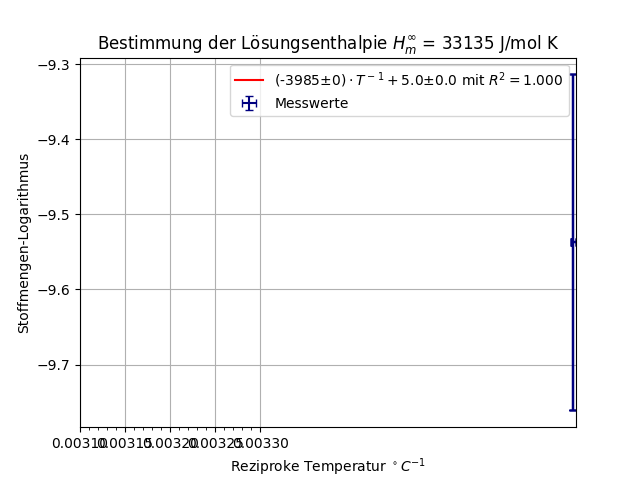 Bestimmung der Lösungsenthalpie $H_m^\infty$ = 33135 J/mol K
(-3985±0) · $T^{-1}$ + 5.0±0.0 mit $R^2$ = 1.000
Messwerte
Stoffmengen-Logarithmus
−9.3
−9.4
−9.5
−9.6
−9.7
0.00310 0.00315 0.00320 0.00325 0.00330
Reziproke Temperatur $^\circ C^{-1}$